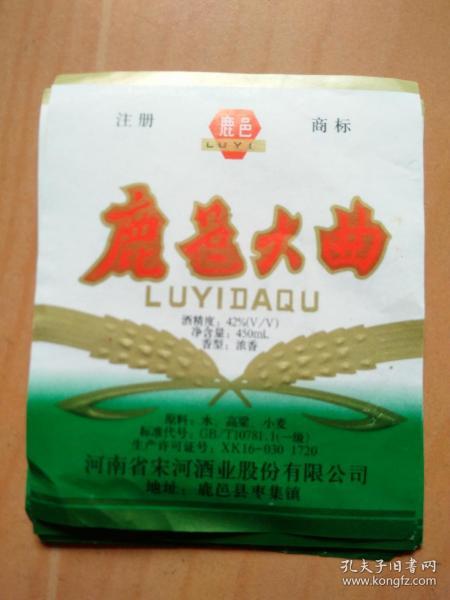 注册
鹿邑
LUYI
商标
鹿邑大曲
LUYIDAQU
酒精度：42%(V/V)
净含量：450mL
香型：浓香
原料：水、高粱、小麦
标准代号：GB/T10781.1(一级)
生产许可证号：XK16-030 1720
河南省宋河酒业股份有限公司
地址：鹿邑县枣集镇
孔夫子旧书网
www.kongfz.com